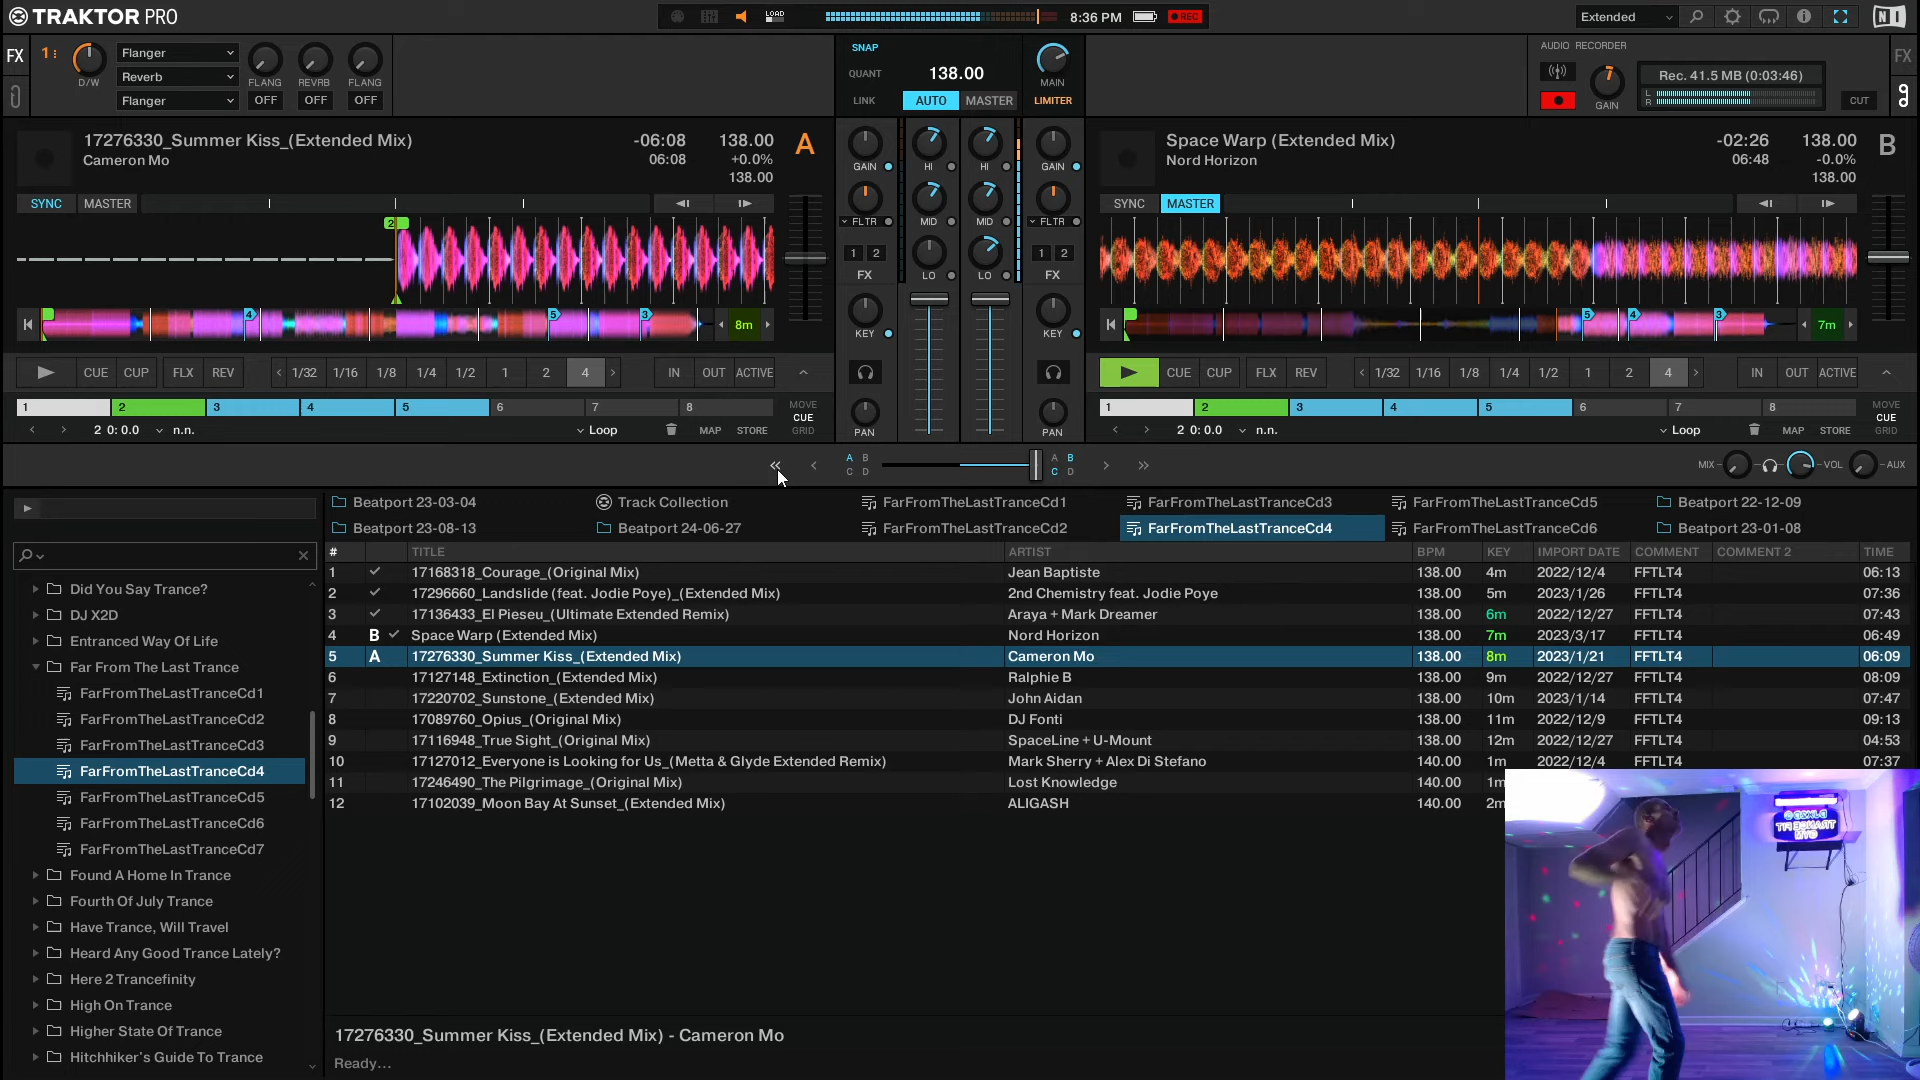 TRAKTOR PRO
LOAD
8:36 PM
REC
Extended
FX
1
D/W
Flanger
Reverb
Flanger
FLANG
REVRB
FLANG
OFF
OFF
OFF
SNAP
QUANT
LINK
138.00
AUTO
MASTER
MAIN
LIMITER
AUDIO RECORDER
GAIN
Rec. 41.5 MB (0:03:46)
L
R
CUT
FX
17276330_Summer Kiss_(Extended Mix)
Cameron Mo
-06:08
06:08
138.00
+0.0%
138.00
A
SYNC
MASTER
2
4
5
3
8m
CUE
CUP
FLX
REV
1/32
1/16
1/8
1/4
1/2
1
2
4
IN
OUT
ACTIVE
1
2
3
4
5
6
7
8
MOVE
CUE
GRID
2 0: 0.0
n.n.
Loop
MAP
STORE
GAIN
HI
HI
GAIN
FLTR
MID
MID
FLTR
1 2
LO
LO
1 2
FX
FX
KEY
KEY
PAN
PAN
Space Warp (Extended Mix)
Nord Horizon
-02:26
06:48
138.00
-0.0%
138.00
B
SYNC
MASTER
5
4
3
7m
CUE
CUP
FLX
REV
1/32
1/16
1/8
1/4
1/2
1
2
4
IN
OUT
ACTIVE
1
2
3
4
5
6
7
8
MOVE
CUE
GRID
2 0: 0.0
n.n.
Loop
MAP
STORE
A B
C D
A B
C D
MIX
VOL
AUX
Beatport 23-03-04
Track Collection
FarFromTheLastTranceCd1
FarFromTheLastTranceCd3
FarFromTheLastTranceCd5
Beatport 22-12-09
Beatport 23-08-13
Beatport 24-06-27
FarFromTheLastTranceCd2
FarFromTheLastTranceCd4
FarFromTheLastTranceCd6
Beatport 23-01-08
Did You Say Trance?
DJ X2D
Entranced Way Of Life
Far From The Last Trance
FarFromTheLastTranceCd1
FarFromTheLastTranceCd2
FarFromTheLastTranceCd3
FarFromTheLastTranceCd4
FarFromTheLastTranceCd5
FarFromTheLastTranceCd6
FarFromTheLastTranceCd7
Found A Home In Trance
Fourth Of July Trance
Have Trance, Will Travel
Heard Any Good Trance Lately?
Here 2 Trancefinity
High On Trance
Higher State Of Trance
Hitchhiker's Guide To Trance
# TITLE ARTIST BPM KEY IMPORT DATE COMMENT COMMENT 2 TIME
1 17168318_Courage_(Original Mix) Jean Baptiste 138.00 4m 2022/12/4 FFTLT4 06:13
2 17296660_Landslide (feat. Jodie Poye)_(Extended Mix) 2nd Chemistry feat. Jodie Poye 138.00 5m 2023/1/26 FFTLT4 07:36
3 17136433_El Pieseu_(Ultimate Extended Remix) Araya + Mark Dreamer 138.00 6m 2022/12/27 FFTLT4 07:43
4 B Space Warp (Extended Mix) Nord Horizon 138.00 7m 2023/3/17 FFTLT4 06:49
5 A 17276330_Summer Kiss_(Extended Mix) Cameron Mo 138.00 8m 2023/1/21 FFTLT4 06:09
6 17127148_Extinction_(Extended Mix) Ralphie B 138.00 9m 2022/12/27 FFTLT4 08:09
7 17220702_Sunstone_(Extended Mix) John Aidan 138.00 10m 2023/1/14 FFTLT4 07:47
8 17089760_Opius_(Original Mix) DJ Fonti 138.00 11m 2022/12/9 FFTLT4 09:13
9 17116948_True Sight_(Original Mix) SpaceLine + U-Mount 138.00 12m 2022/12/27 FFTLT4 04:53
10 17127012_Everyone is Looking for Us_(Metta & Glyde Extended Remix) Mark Sherry + Alex Di Stefano 140.00 1m 2022/12/4 FFTLT4 07:37
11 17246490_The Pilgrimage_(Original Mix) Lost Knowledge 140.00 1m
12 17102039_Moon Bay At Sunset_(Extended Mix) ALIGASH 140.00 2m
17276330_Summer Kiss_(Extended Mix) - Cameron Mo
Ready...